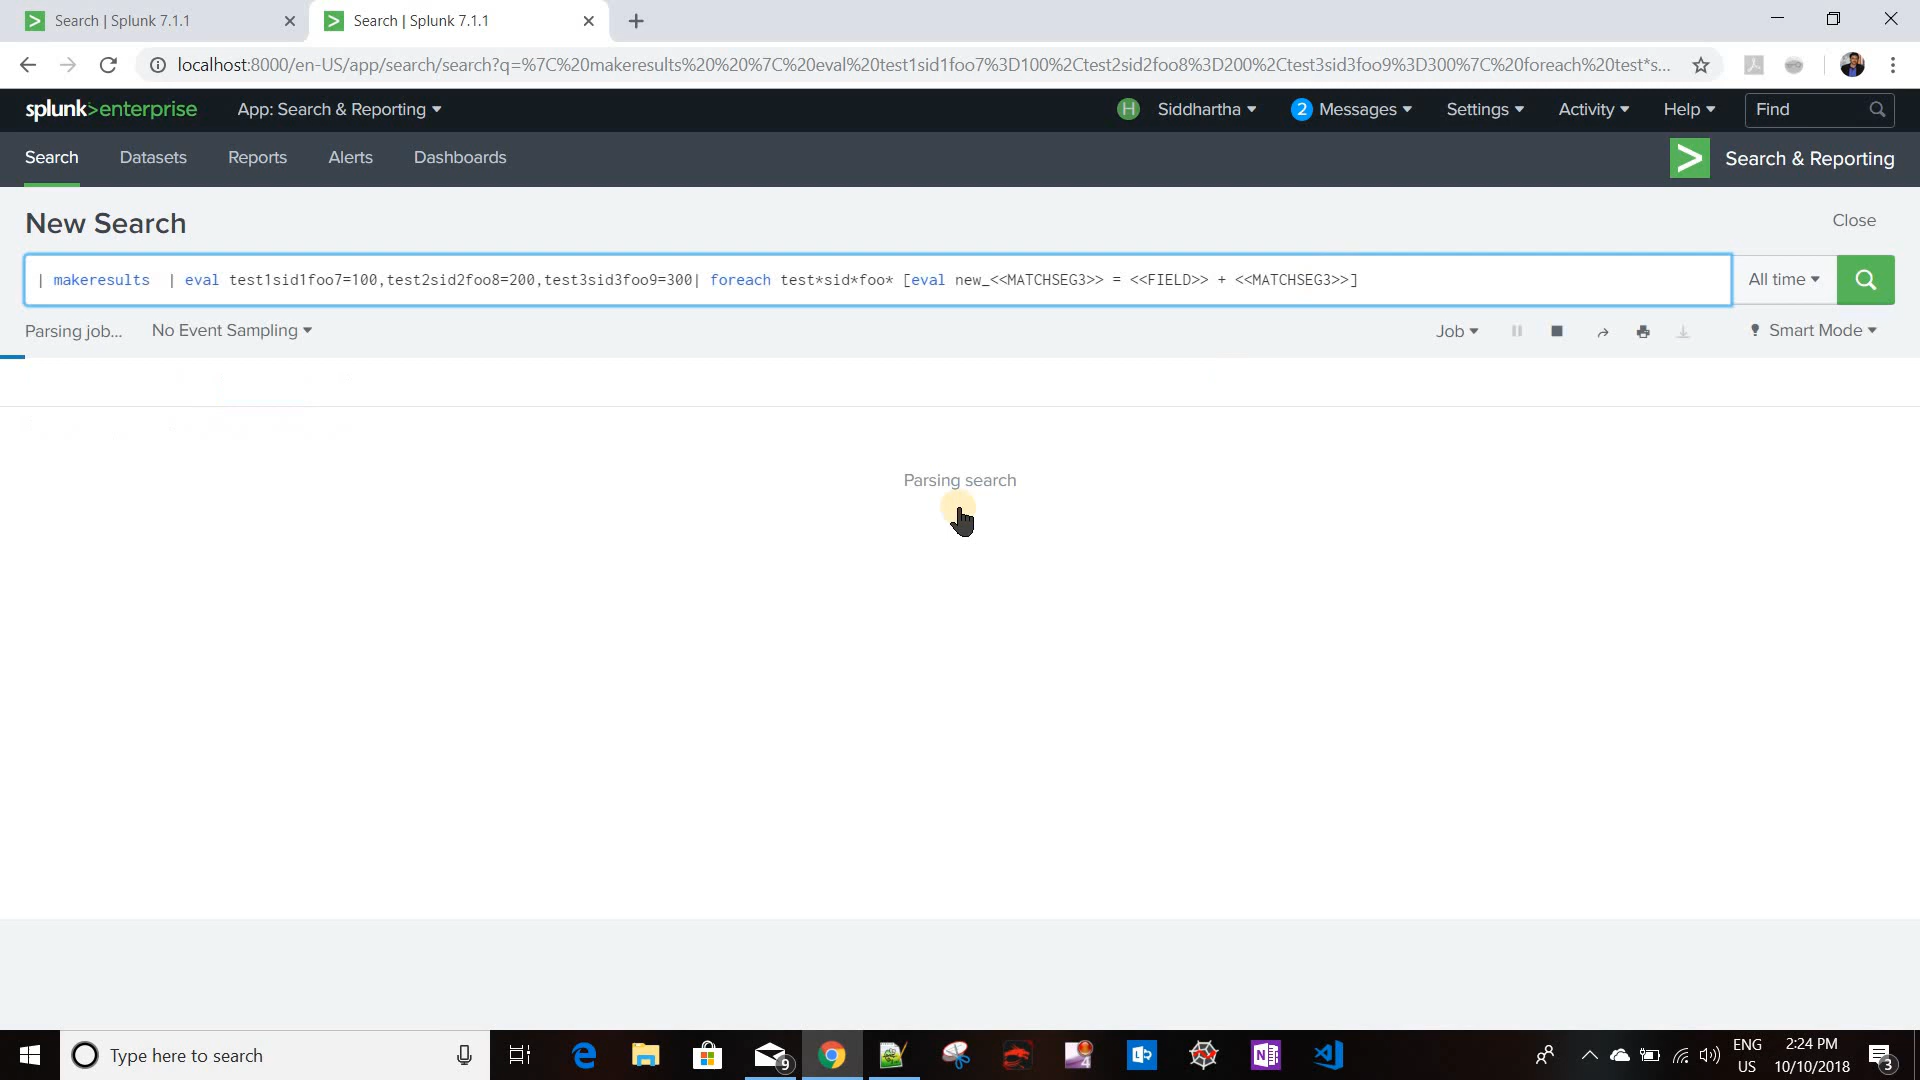 Search | Splunk 7.1.1
Search | Splunk 7.1.1
localhost:8000/en-US/app/search/search?q=%7C%20makeresults%20%20%7C%20eval%20test1sid1foo7%3D100%2Ctest2sid2foo8%3D200%2Ctest3sid3foo9%3D300%7C%20foreach%20test*s...
splunk>enterprise App: Search & Reporting H Siddhartha 2 Messages Settings Activity Help Find
Search Datasets Reports Alerts Dashboards > Search & Reporting
New Search Close
| makeresults | eval test1sid1foo7=100,test2sid2foo8=200,test3sid3foo9=300| foreach test*sid*foo* [eval new_<<MATCHSEG3>> = <<FIELD>> + <<MATCHSEG3>>] All time
Parsing job... No Event Sampling Job Smart Mode
Parsing search
Type here to search 9 4 N ENG 2:24 PM
US 10/10/2018 3